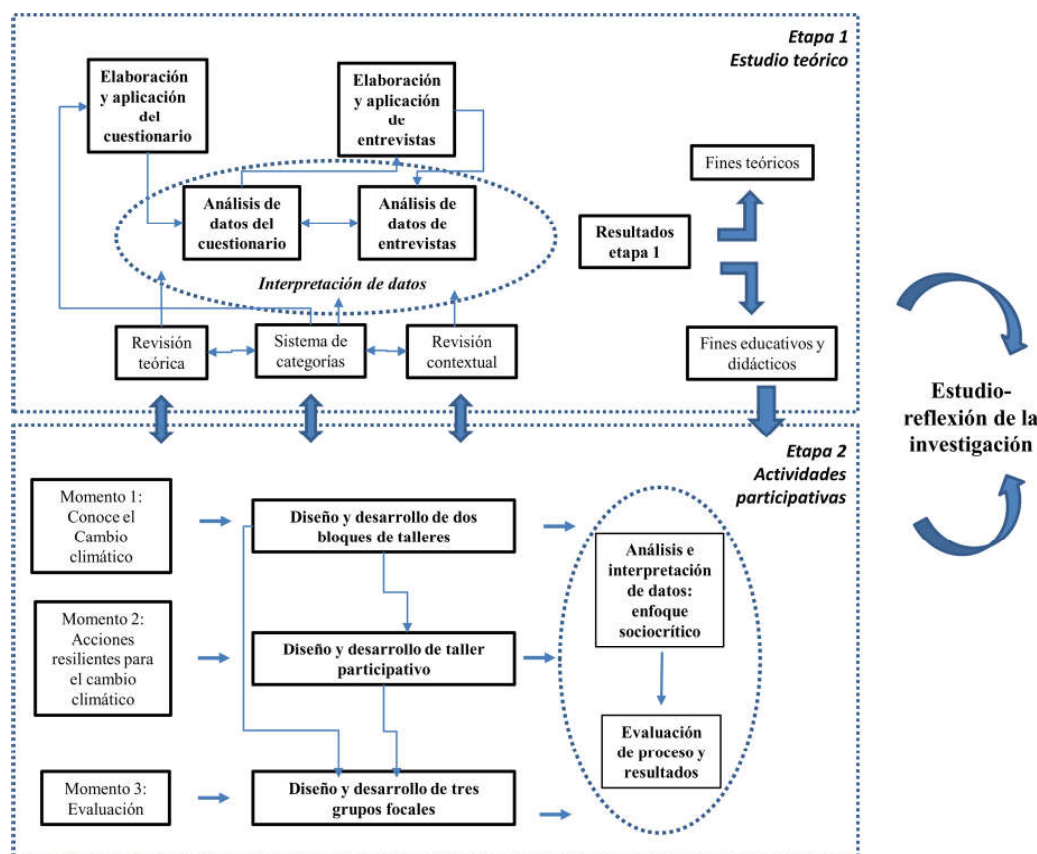 Etapa 1
Estudio teórico
Elaboración
y aplicación
del
cuestionario
Elaboración
y aplicación
de
entrevistas
Análisis de
datos del
cuestionario
Análisis de
datos de
entrevistas
Interpretación de datos
Revisión
teórica
Sistema de
categorías
Revisión
contextual
Resultados
etapa 1
Fines teóricos
Fines educativos y
didácticos
Estudio-
reflexión de la
investigación
Etapa 2
Actividades
participativas
Momento 1:
Conoce el
Cambio
climático
Diseño y desarrollo de dos
bloques de talleres
Momento 2:
Acciones
resilientes para
el cambio
climático
Diseño y desarrollo de taller
participativo
Momento 3:
Evaluación
Diseño y desarrollo de tres
grupos focales
Análisis e
interpretación
de datos:
enfoque
sociocrítico
Evaluación
de proceso y
resultados